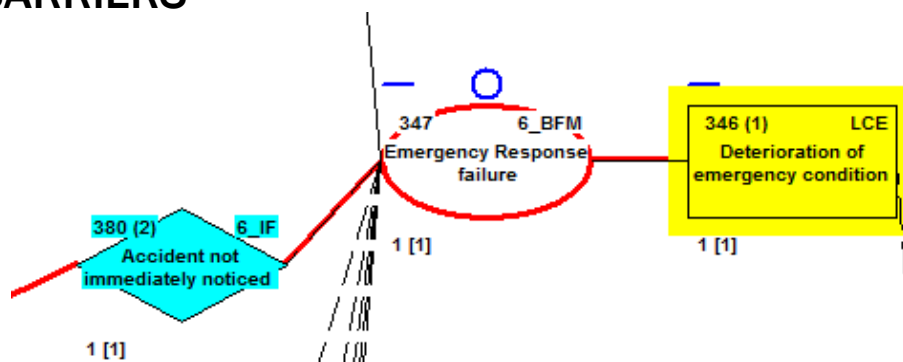 347 6_BFM
Emergency Response
failure
1 [1]
346 (1) LCE
Deterioration of
emergency condition
1 [1]
380 (2) 6_IF
Accident not
immediately noticed
1 [1]